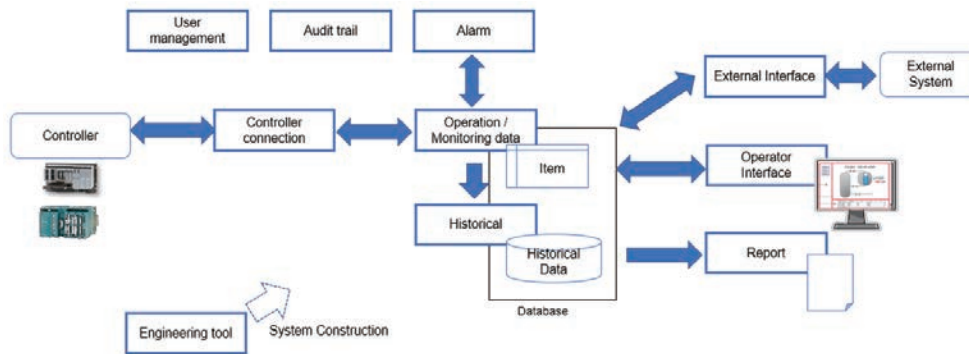 User
management
Audit trail
Alarm
External Interface
External
System
Controller
Controller
connection
Operation /
Monitoring data
Item
Operator
Interface
Historical
Historical
Data
Report
Database
Engineering tool
System Construction